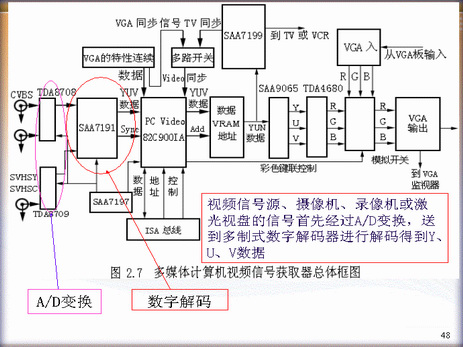 VGA 同步 信号 TV 同步
SAA7199
到 TV 或 VCR
VGA的特性连续
多路开关
VGA 入
从VGA板输入
数据
Video 同步
R G B
CVBS
TDA8708
YUV
数据
YUV
数据
SAA9065 TDA4680
SAA7191
PC Video
82C900IA
数据
VRAM
地址
YUN
数据
Y
U
V
R
G
B
R
G
B
VGA
输出
Sync
Add
彩色键联控制
模拟开关
到 VGA
监视器
SVHSY
SVHSC
TDA8709
SAA7197
数据
地址
控制
ISA 总线
视频信号源、摄像机、录像机或激
光视盘的信号首先经过A/D变换，送
到多制式数字解码器进行解码得到Y、
U、V数据
图 2.7 多媒体计算机视频信号获取器总体框图
A/D变换
数字解码
48